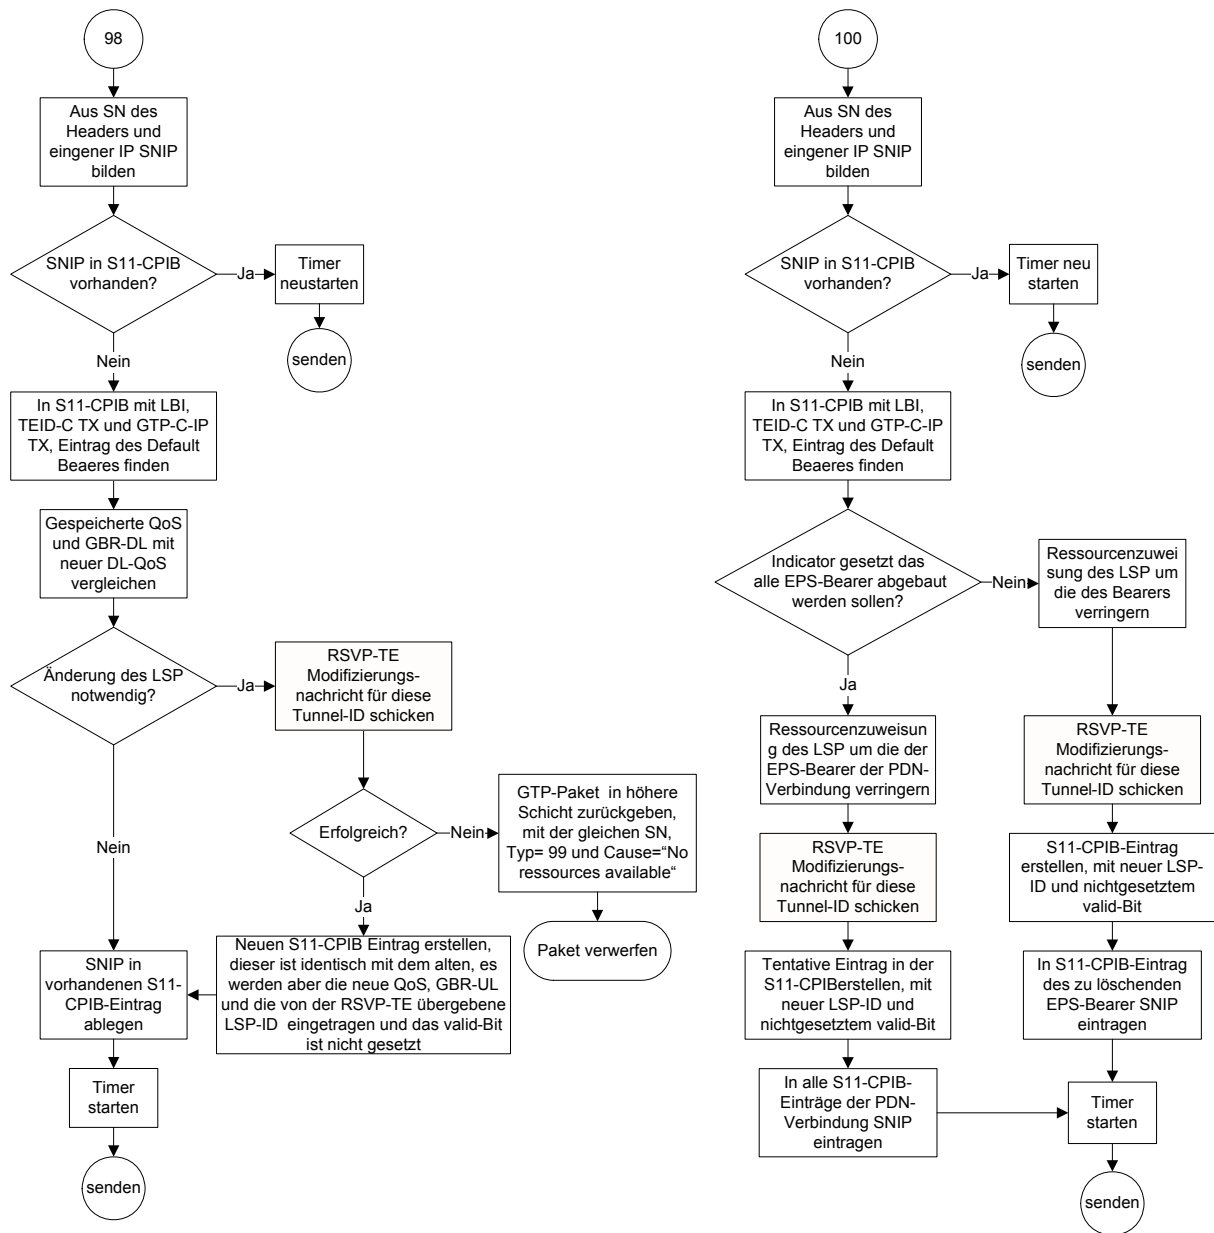 98
Aus SN des
Headers und
eingener IP SNIP
bilden
SNIP in S11-CPIB
vorhanden?
Ja
Timer
neustarten
senden
Nein
In S11-CPIB mit LBI,
TEID-C TX und GTP-C-IP
TX, Eintrag des Default
Beaeres finden
Gespeicherte QoS
und GBR-DL mit
neuer DL-QoS
vergleichen
Änderung des LSP
notwendig?
Ja
RSVP-TE
Modifizierungs-
nachricht für diese
Tunnel-ID schicken
Erfolgreich?
Nein
GTP-Paket in höhere
Schicht zurückgeben,
mit der gleichen SN,
Typ= 99 und Cause=“No
ressources available“
Paket verwerfen
Ja
Neuen S11-CPIB Eintrag erstellen,
dieser ist identisch mit dem alten, es
werden aber die neue QoS, GBR-UL
und die von der RSVP-TE übergebene
LSP-ID eingetragen und das valid-Bit
ist nicht gesetzt
Nein
SNIP in
vorhandenen S11-
CPIB-Eintrag
ablegen
Timer
starten
senden
100
Aus SN des
Headers und
eingener IP SNIP
bilden
SNIP in S11-CPIB
vorhanden?
Ja
Timer neu
starten
senden
Nein
In S11-CPIB mit LBI,
TEID-C TX und GTP-C-IP
TX, Eintrag des Default
Beaeres finden
Indicator gesetzt das
alle EPS-Bearer abgebaut
werden sollen?
Nein
Ressourcenzuwei
sung des LSP um
die des Bearers
verringern
RSVP-TE
Modifizierungs-
nachricht für diese
Tunnel-ID schicken
S11-CPIB-Eintrag
erstellen, mit neuer LSP-
ID und nichtgesetztem
valid-Bit
In S11-CPIB-Eintrag
des zu löschenden
EPS-Bearer SNIP
eintragen
Ja
Ressourcenzuweisun
g des LSP um die der
EPS-Bearer der PDN-
Verbindung verringern
RSVP-TE
Modifizierungs-
nachricht für diese
Tunnel-ID schicken
Tentative Eintrag in der
S11-CPIBerstellen, mit
neuer LSP-ID und
nichtgesetztem valid-Bit
In alle S11-CPIB-
Einträge der PDN-
Verbindung SNIP
eintragen
Timer
starten
senden